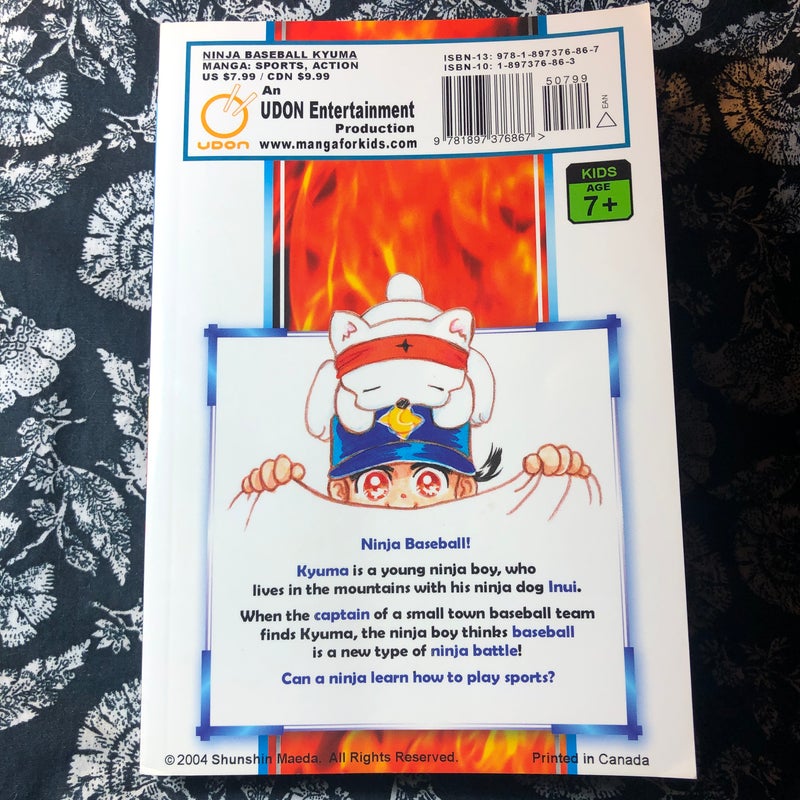 NINJA BASEBALL KYUMA
MANGA: SPORTS, ACTION
US $7.99 / CDN $9.99
An
UDON Entertainment
Production
www.mangaforkids.com
UDON
ISBN-13: 978-1-897376-86-7
ISBN-10: 1-897376-86-3
50799
9 781897 376867 >
EAN
KIDS
AGE
7+
Ninja Baseball!
Kyuma is a young ninja boy, who
lives in the mountains with his ninja dog Inui.
When the captain of a small town baseball team
finds Kyuma, the ninja boy thinks baseball
is a new type of ninja battle!
Can a ninja learn how to play sports?
©2004 Shunshin Maeda. All Rights Reserved.
Printed in Canada